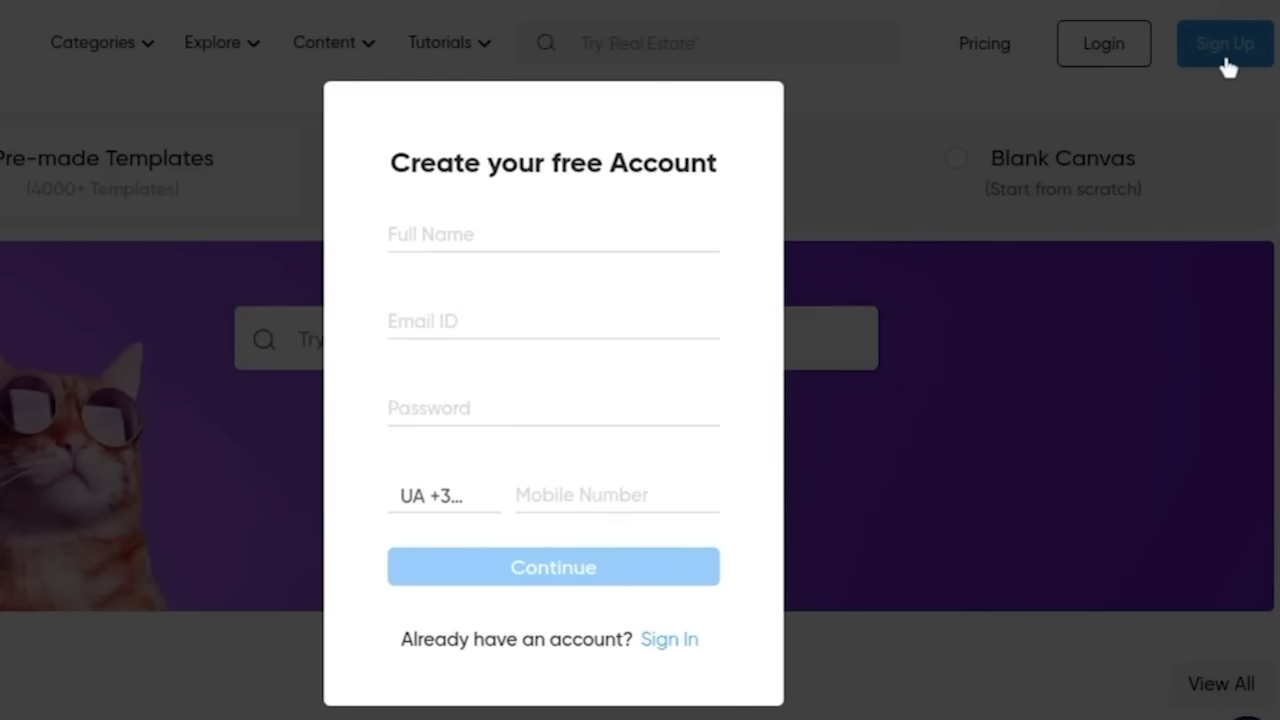 Categories Explore Content Tutorials Try 'Real Estate' Pricing Login Sign Up
Pre-made Templates
(4000+ Templates)
Blank Canvas
(Start from scratch)
Try
Create your free Account
Full Name
Email ID
Password
UA +3... Mobile Number
Continue
Already have an account? Sign In
View All